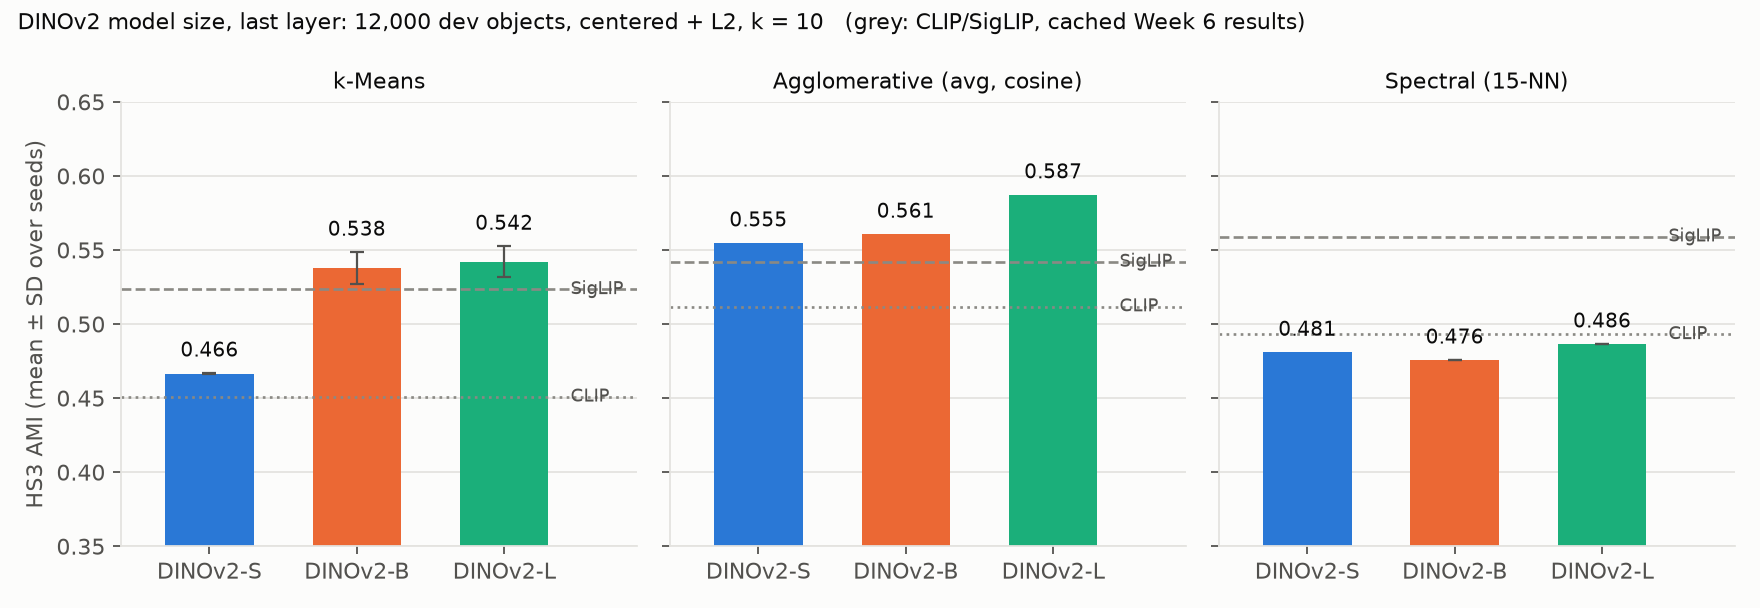 DINOv2 model size, last layer: 12,000 dev objects, centered + L2, k = 10   (grey: CLIP/SigLIP, cached Week 6 results)
HS3 AMI (mean ± SD over seeds)
k-Means
0.65
0.60
0.55
0.50
0.45
0.40
0.35
0.466
0.538
0.542
SigLIP
CLIP
DINOv2-S
DINOv2-B
DINOv2-L
Agglomerative (avg, cosine)
0.555
0.561
0.587
SigLIP
CLIP
DINOv2-S
DINOv2-B
DINOv2-L
Spectral (15-NN)
0.481
0.476
0.486
SigLIP
CLIP
DINOv2-S
DINOv2-B
DINOv2-L